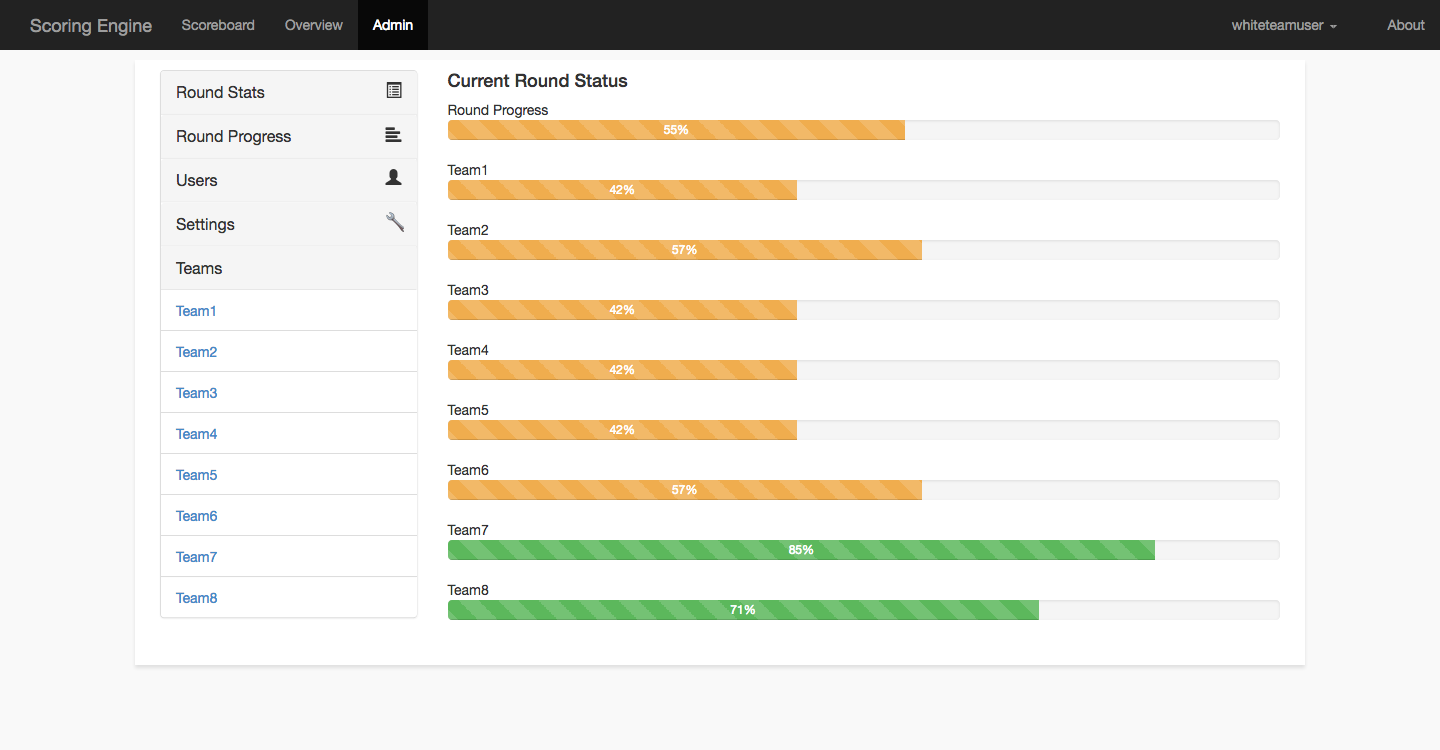 Scoring Engine Scoreboard Overview Admin whiteteamuser About
Round Stats
Round Progress
Users
Settings
Teams
Team1
Team2
Team3
Team4
Team5
Team6
Team7
Team8
Current Round Status
Round Progress
55%
Team1
42%
Team2
57%
Team3
42%
Team4
42%
Team5
42%
Team6
57%
Team7
85%
Team8
71%